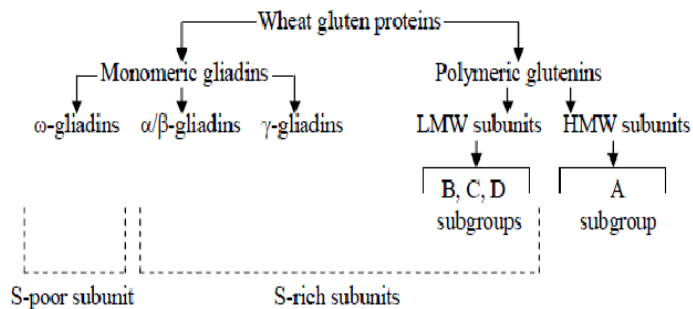 Wheat gluten proteins
Monomeric gliadins Polymeric glutenins
ω-gliadins α/β-gliadins γ-gliadins LMW subunits HMW subunits
B, C, D A
subgroups subgroup
S-poor subunit S-rich subunits